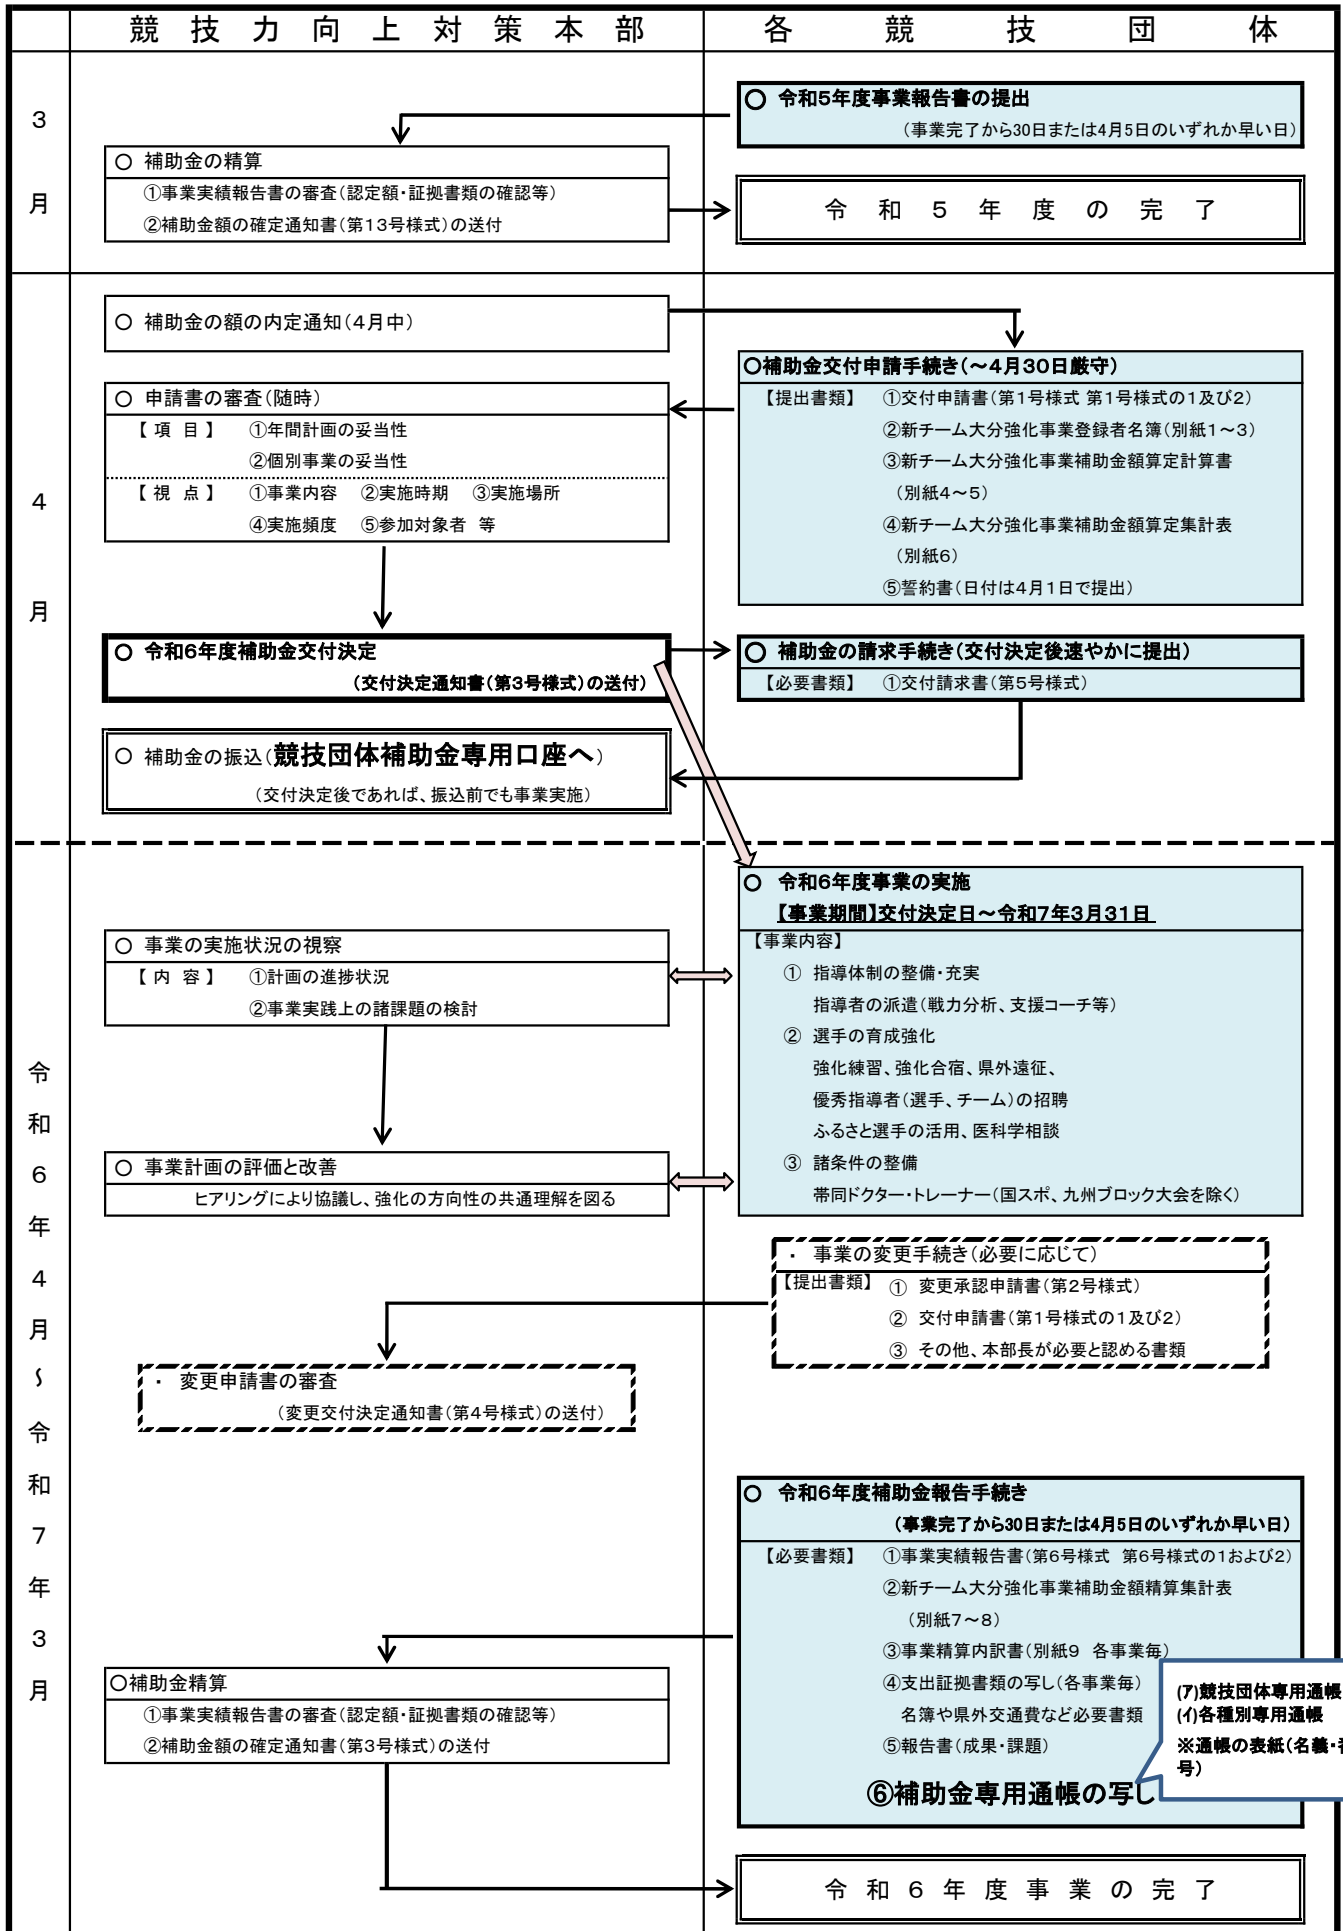 競技力向上対策本部
各競技団体
3
月
○ 令和5年度事業報告書の提出
（事業完了から30日または4月5日のいずれか早い日）
○ 補助金の精算
①事業実績報告書の審査（認定額・証拠書類の確認等）
②補助金額の確定通知書（第13号様式）の送付
令和5年度の完了
4
月
○ 補助金の額の内定通知（4月中）
○補助金交付申請手続き（～4月30日厳守）
【提出書類】 ①交付申請書（第1号様式 第1号様式の1及び2）
②新チーム大分強化事業登録者名簿（別紙1～3）
③新チーム大分強化事業補助金額算定計算書
（別紙4～5）
④新チーム大分強化事業補助金額算定集計表
（別紙6）
⑤誓約書（日付は4月1日で提出）
○ 申請書の審査（随時）
【 項 目 】 ①年間計画の妥当性
②個別事業の妥当性
【 視 点 】 ①事業内容 ②実施時期 ③実施場所
④実施頻度 ⑤参加対象者 等
○ 令和6年度補助金交付決定
（交付決定通知書（第3号様式）の送付）
○ 補助金の請求手続き（交付決定後速やかに提出）
【必要書類】 ①交付請求書（第5号様式）
○ 補助金の振込（競技団体補助金専用口座へ）
（交付決定後であれば、振込前でも事業実施）
令和6年4月～令和7年3月
○ 令和6年度事業の実施
【事業期間】交付決定日～令和7年3月31日
【事業内容】
① 指導体制の整備・充実
指導者の派遣（戦力分析、支援コーチ等）
② 選手の育成強化
強化練習、強化合宿、県外遠征、
優秀指導者（選手、チーム）の招聘
ふるさと選手の活用、医科学相談
③ 諸条件の整備
帯同ドクター・トレーナー（国スポ、九州ブロック大会を除く）
○ 事業の実施状況の視察
【 内 容 】 ①計画の進捗状況
②事業実践上の諸課題の検討
○ 事業計画の評価と改善
ヒアリングにより協議し、強化の方向性の共通理解を図る
・ 事業の変更手続き（必要に応じて）
【提出書類】 ① 変更承認申請書（第2号様式）
② 交付申請書（第1号様式の1及び2）
③ その他、本部長が必要と認める書類
・ 変更申請書の審査
（変更交付決定通知書（第4号様式）の送付）
○ 令和6年度補助金報告手続き
（事業完了から30日または4月5日のいずれか早い日）
【必要書類】 ①事業実績報告書（第6号様式 第6号様式の1および2）
②新チーム大分強化事業補助金額精算集計表
（別紙7～8）
③事業精算内訳書（別紙9 各事業毎）
④支出証拠書類の写し（各事業毎）
名簿や県外交通費など必要書類
⑤報告書（成果・課題）
⑥補助金専用通帳の写し
(ア)競技団体専用通帳
(イ)各種別専用通帳
※通帳の表紙（名義・番
号）
○補助金精算
①事業実績報告書の審査（認定額・証拠書類の確認等）
②補助金額の確定通知書（第3号様式）の送付
令和6年度事業の完了